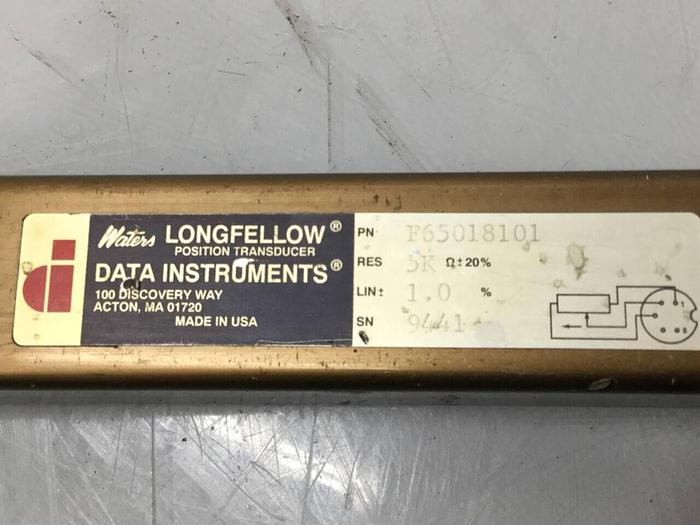 di
Waters LONGFELLOW®
POSITION TRANSDUCER
DATA INSTRUMENTS®
100 DISCOVERY WAY
ACTON, MA 01720
MADE IN USA
PN F65018101
RES 5K Ω±20%
LIN± 1.0 %
SN 9441